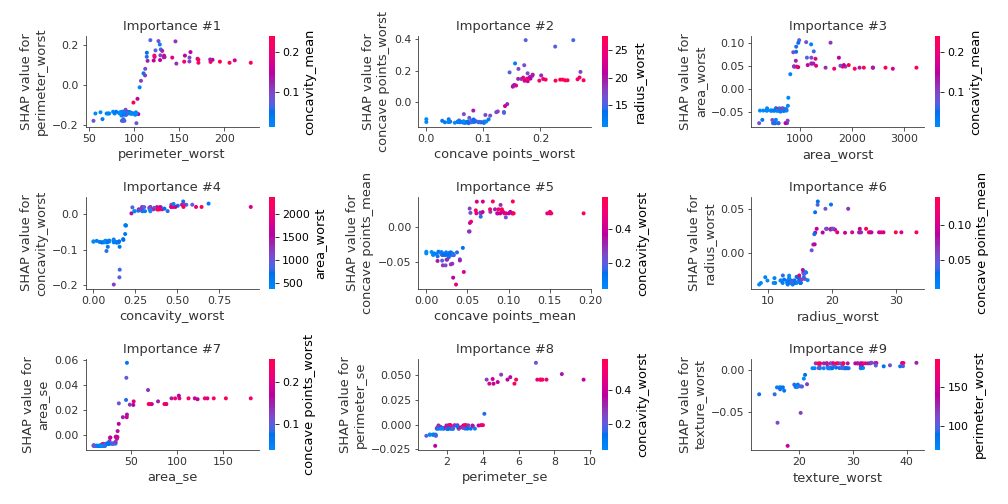 Importance #1
SHAP value for
perimeter_worst
0.2
0.0
−0.2
50
100
150
200
perimeter_worst
0.2
0.1
concavity_mean
Importance #2
SHAP value for
concave points_worst
0.4
0.2
0.0
0.0
0.1
0.2
concave points_worst
25
20
15
radius_worst
Importance #3
SHAP value for
area_worst
0.10
0.05
0.00
−0.05
1000
2000
3000
area_worst
0.2
0.1
concavity_mean
Importance #4
SHAP value for
concavity_worst
0.0
−0.1
−0.2
0.00
0.25
0.50
0.75
concavity_worst
2000
1500
1000
500
area_worst
Importance #5
SHAP value for
concave points_mean
0.00
−0.05
0.00
0.05
0.10
0.15
0.20
concave points_mean
0.4
0.2
concavity_worst
Importance #6
SHAP value for
radius_worst
0.05
0.00
10
20
30
radius_worst
0.10
0.05
concave points_mean
Importance #7
SHAP value for
area_se
0.06
0.04
0.02
0.00
50
100
150
area_se
0.2
0.1
concave points_worst
Importance #8
SHAP value for
perimeter_se
0.050
0.025
0.000
−0.025
2
4
6
8
10
perimeter_se
0.4
0.2
concavity_worst
Importance #9
SHAP value for
texture_worst
0.00
−0.05
20
30
40
texture_worst
150
100
perimeter_worst